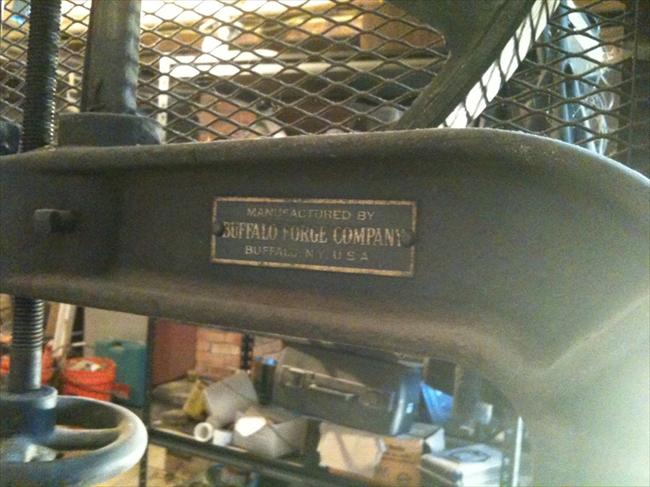 MANUFACTURED BY
BUFFALO FORGE COMPANY
BUFFALO, N.Y. U.S.A